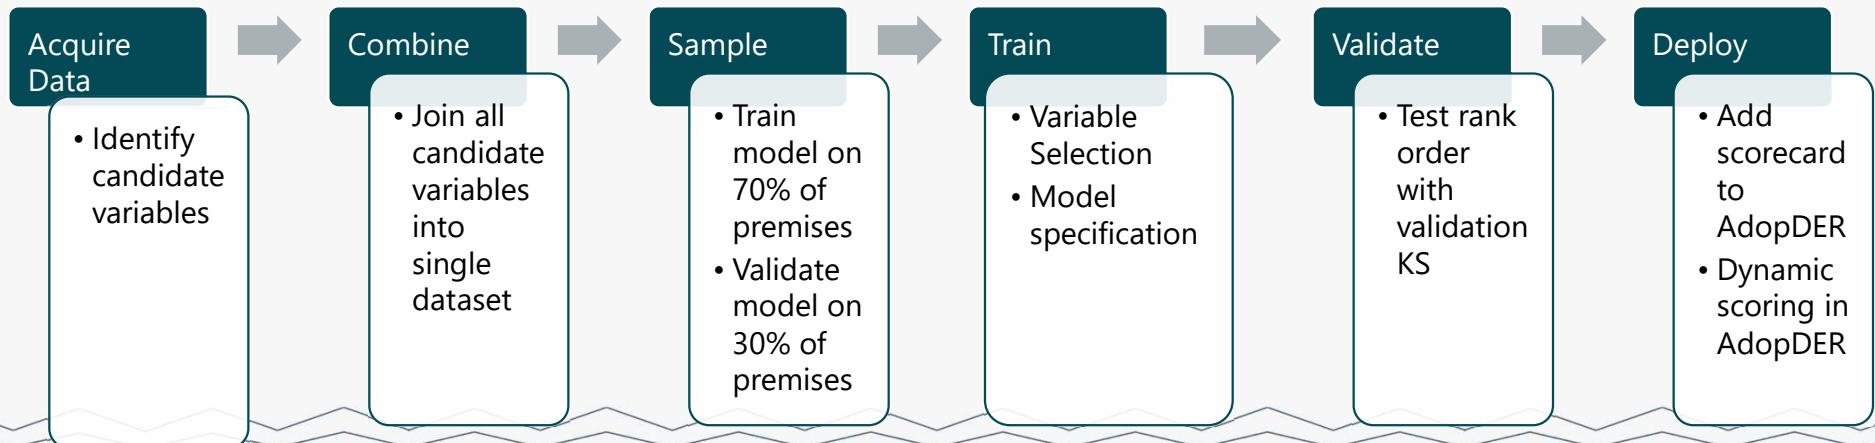 Acquire
Data
• Identify
candidate
variables
Combine
• Join all
candidate
variables
into
single
dataset
Sample
• Train
model on
70% of
premises
• Validate
model on
30% of
premises
Train
• Variable
Selection
• Model
specification
Validate
• Test rank
order
with
validation
KS
Deploy
• Add
scorecard
to
AdopDER
• Dynamic
scoring in
AdopDER